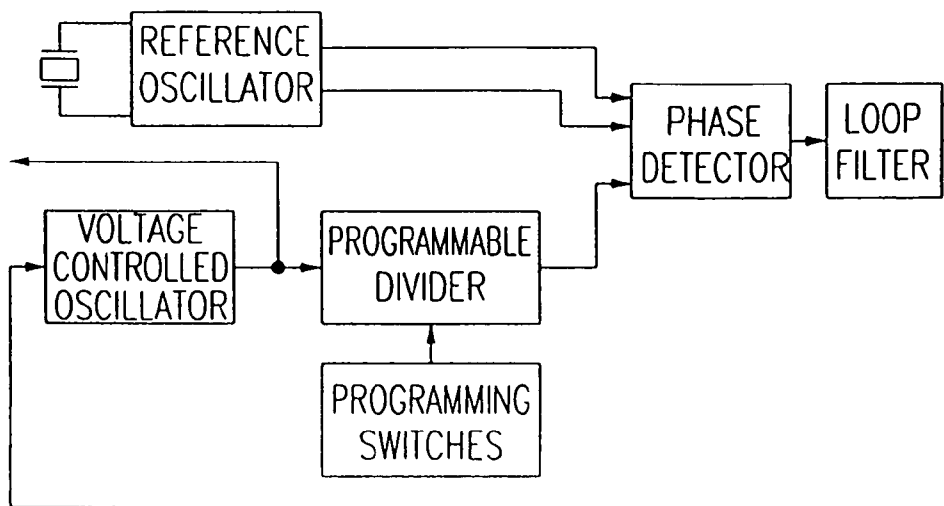 REFERENCE
OSCILLATOR
PHASE
DETECTOR
LOOP
FILTER
VOLTAGE
CONTROLLED
OSCILLATOR
PROGRAMMABLE
DIVIDER
PROGRAMMING
SWITCHES